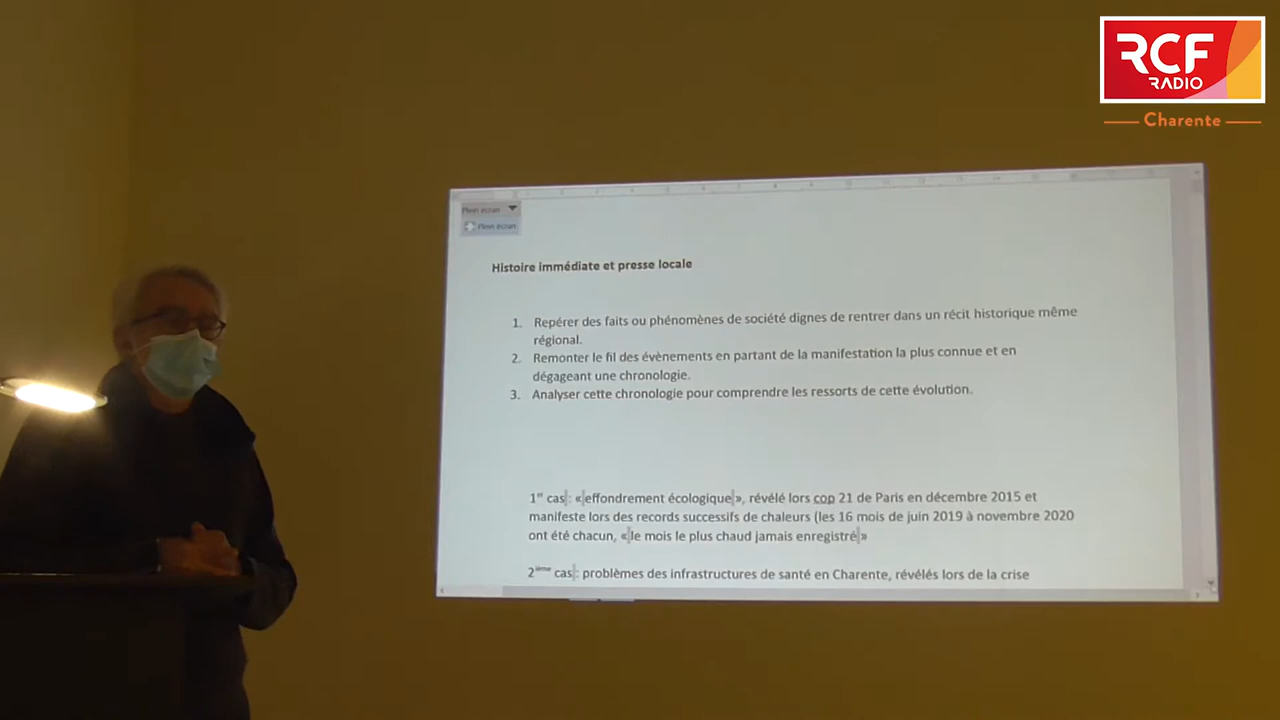 RCF
RADIO
Charente
Plein écran
Plein écran
Histoire immédiate et presse locale
1. Repérer des faits ou phénomènes de société dignes de rentrer dans un récit historique même
régional.
2. Remonter le fil des évènements en partant de la manifestation la plus connue et en
dégageant une chronologie.
3. Analyser cette chronologie pour comprendre les ressorts de cette évolution.
1er cas : « effondrement écologique », révélé lors cop 21 de Paris en décembre 2015 et
manifeste lors des records successifs de chaleurs (les 16 mois de juin 2019 à novembre 2020
ont été chacun, « le mois le plus chaud jamais enregistré »
2ième cas : problèmes des infrastructures de santé en Charente, révélés lors de la crise